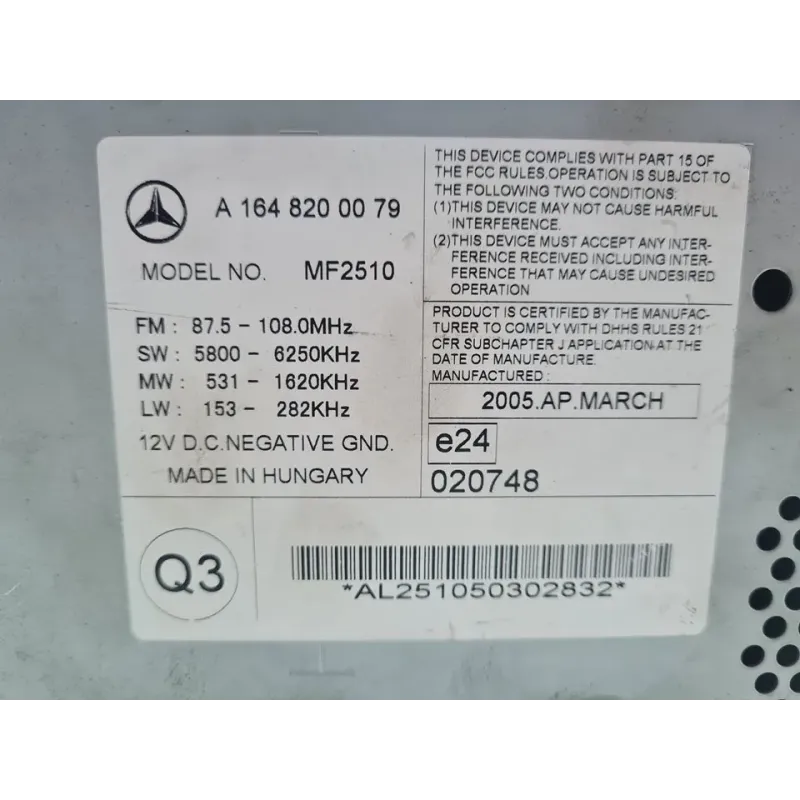 A 164 820 00 79
MODEL NO. MF2510
FM : 87.5 - 108.0MHz
SW : 5800 - 6250KHz
MW : 531 - 1620KHz
LW : 153 - 282KHz
12V D.C.NEGATIVE GND.
MADE IN HUNGARY
THIS DEVICE COMPLIES WITH PART 15 OF
THE FCC RULES.OPERATION IS SUBJECT TO
THE FOLLOWING TWO CONDITIONS:
(1)THIS DEVICE MAY NOT CAUSE HARMFUL
INTERFERENCE.
(2)THIS DEVICE MUST ACCEPT ANY INTER-
FERENCE RECEIVED INCLUDING INTER-
FERENCE THAT MAY CAUSE UNDESIRED
OPERATION
PRODUCT IS CERTIFIED BY THE MANUFAC-
TURER TO COMPLY WITH DHHS RULES 21
CFR SUBCHAPTER J APPLICATION AT THE
DATE OF MANUFACTURE.
MANUFACTURED :
2005.AP.MARCH
e24
020748
Q3
*AL251050302832*